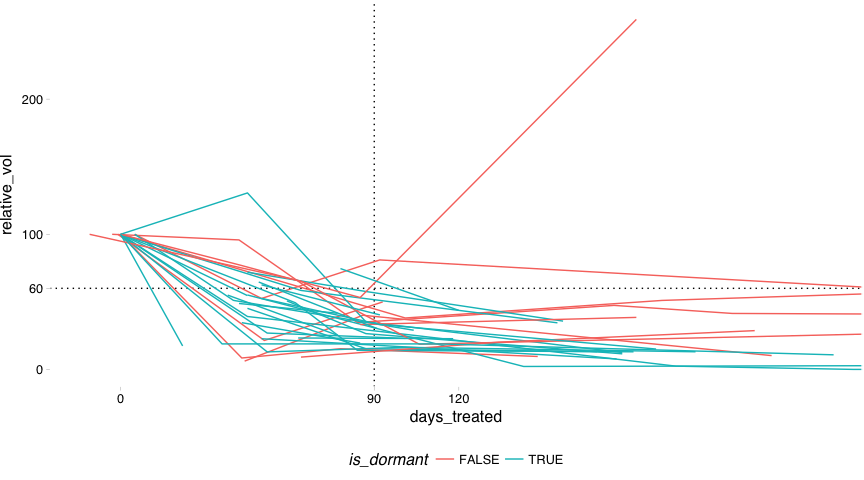 200
100
60
0
relative_vol
0 90 120
days_treated
is_dormant FALSE TRUE